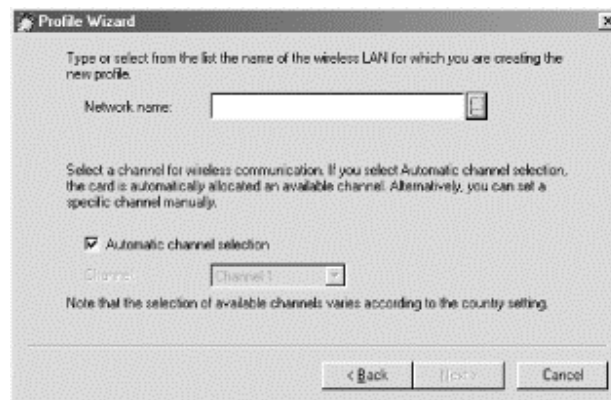 Profile Wizard
Type or select from the list the name of the wireless LAN for which you are creating the
new profile.
Network name:
Select a channel for wireless communication. If you select Automatic channel selection,
the card is automatically allocated an available channel. Alternatively, you can set a
specific channel manually.
Automatic channel selection
Channel:
Channel 1
Note that the selection of available channels varies according to the country setting.
< Back
Next >
Cancel